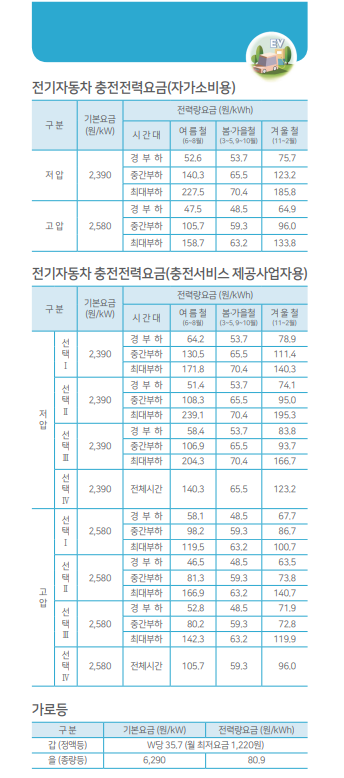 EV
전기자동차 충전전력요금(자가소비용)
구 분 기본요금 (원/kW) 전력량요금 (원/kWh)
시 간 대 여 름 철 (6~8월) 봄·가을철 (3~5, 9~10월) 겨 울 철 (11~2월)
저 압 2,390 경 부 하 52.6 53.7 75.7
중간부하 140.3 65.5 123.2
최대부하 227.5 70.4 185.8
고 압 2,580 경 부 하 47.5 48.5 64.9
중간부하 105.7 59.3 96.0
최대부하 158.7 63.2 133.8
전기자동차 충전전력요금(충전서비스 제공사업자용)
구 분 기본요금 (원/kW) 전력량요금 (원/kWh)
시 간 대 여 름 철 (6~8월) 봄·가을철 (3~5, 9~10월) 겨 울 철 (11~2월)
저 압 선 택 Ⅰ 2,390 경 부 하 64.2 53.7 78.9
중간부하 130.5 65.5 111.4
최대부하 171.8 70.4 140.3
선 택 Ⅱ 2,390 경 부 하 51.4 53.7 74.1
중간부하 108.3 65.5 95.0
최대부하 239.1 70.4 195.3
선 택 Ⅲ 2,390 경 부 하 58.4 53.7 83.8
중간부하 106.9 65.5 93.7
최대부하 204.3 70.4 166.7
선 택 Ⅳ 2,390 전체시간 140.3 65.5 123.2
고 압 선 택 Ⅰ 2,580 경 부 하 58.1 48.5 67.7
중간부하 98.2 59.3 86.7
최대부하 119.5 63.2 100.7
선 택 Ⅱ 2,580 경 부 하 46.5 48.5 63.5
중간부하 81.3 59.3 73.8
최대부하 166.9 63.2 140.7
선 택 Ⅲ 2,580 경 부 하 52.8 48.5 71.9
중간부하 80.2 59.3 72.8
최대부하 142.3 63.2 119.9
선 택 Ⅳ 2,580 전체시간 105.7 59.3 96.0
가로등
구 분 기본요금 (원/kW) 전력량요금 (원/kWh)
갑 (정액등) W당 35.7 (월 최저요금 1,220원)
을 (종량등) 6,290 80.9